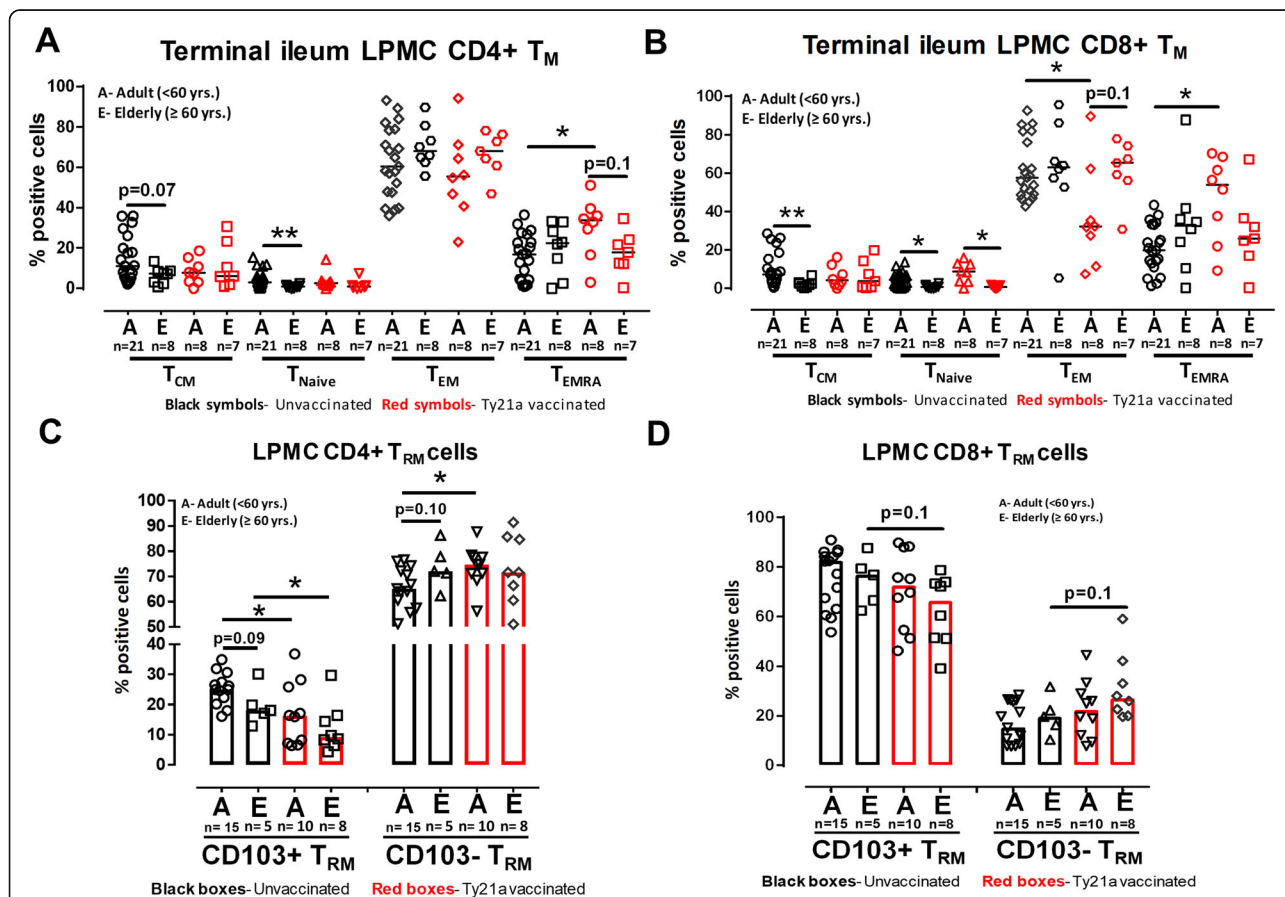 A
Terminal ileum LPMC CD4+ TM
A- Adult (<60 yrs.)
E- Elderly (≥ 60 yrs.)
% positive cells
100
80
60
40
20
0
p=0.07
**
*
p=0.1
A E A E A E A E
n=21 n=8 n=8 n=7 n=21 n=8 n=8 n=7 n=21 n=8 n=8 n=7 n=21 n=8 n=8 n=7
TCM TNaive TEM TEMRA
Black symbols- Unvaccinated Red symbols- Ty21a vaccinated
B
Terminal ileum LPMC CD8+ TM
A- Adult (<60 yrs.)
E- Elderly (≥ 60 yrs.)
% positive cells
100
80
60
40
20
0
**
*
*
*
p=0.1
*
A E A E A E A E A E A E A E A E
n=21 n=8 n=8 n=7 n=21 n=8 n=8 n=7 n=21 n=8 n=8 n=7 n=21 n=8 n=8 n=7
TCM TNaive TEM TEMRA
Black symbols- Unvaccinated Red symbols- Ty21a vaccinated
C
LPMC CD4+ TRM cells
A- Adult (<60 yrs.)
E- Elderly (≥ 60 yrs.)
% positive cells
100
90
80
70
60
50
40
30
20
10
0
p=0.09
*
*
p=0.10
*
A E A E A E A E
n= 15 n=5 n= 10 n= 8 n=15 n=5 n=10 n= 8
CD103+ TRM CD103- TRM
Black boxes- Unvaccinated Red boxes- Ty21a vaccinated
D
LPMC CD8+ TRM cells
A- Adult (<60 yrs.)
E- Elderly (≥ 60 yrs.)
% positive cells
100
80
60
40
20
0
p=0.1
p=0.1
A E A E A E A E
n=15 n=5 n=10 n=8 n=15 n=5 n=10 n=8
CD103+ TRM CD103- TRM
Black boxes- Unvaccinated Red boxes- Ty21a vaccinated